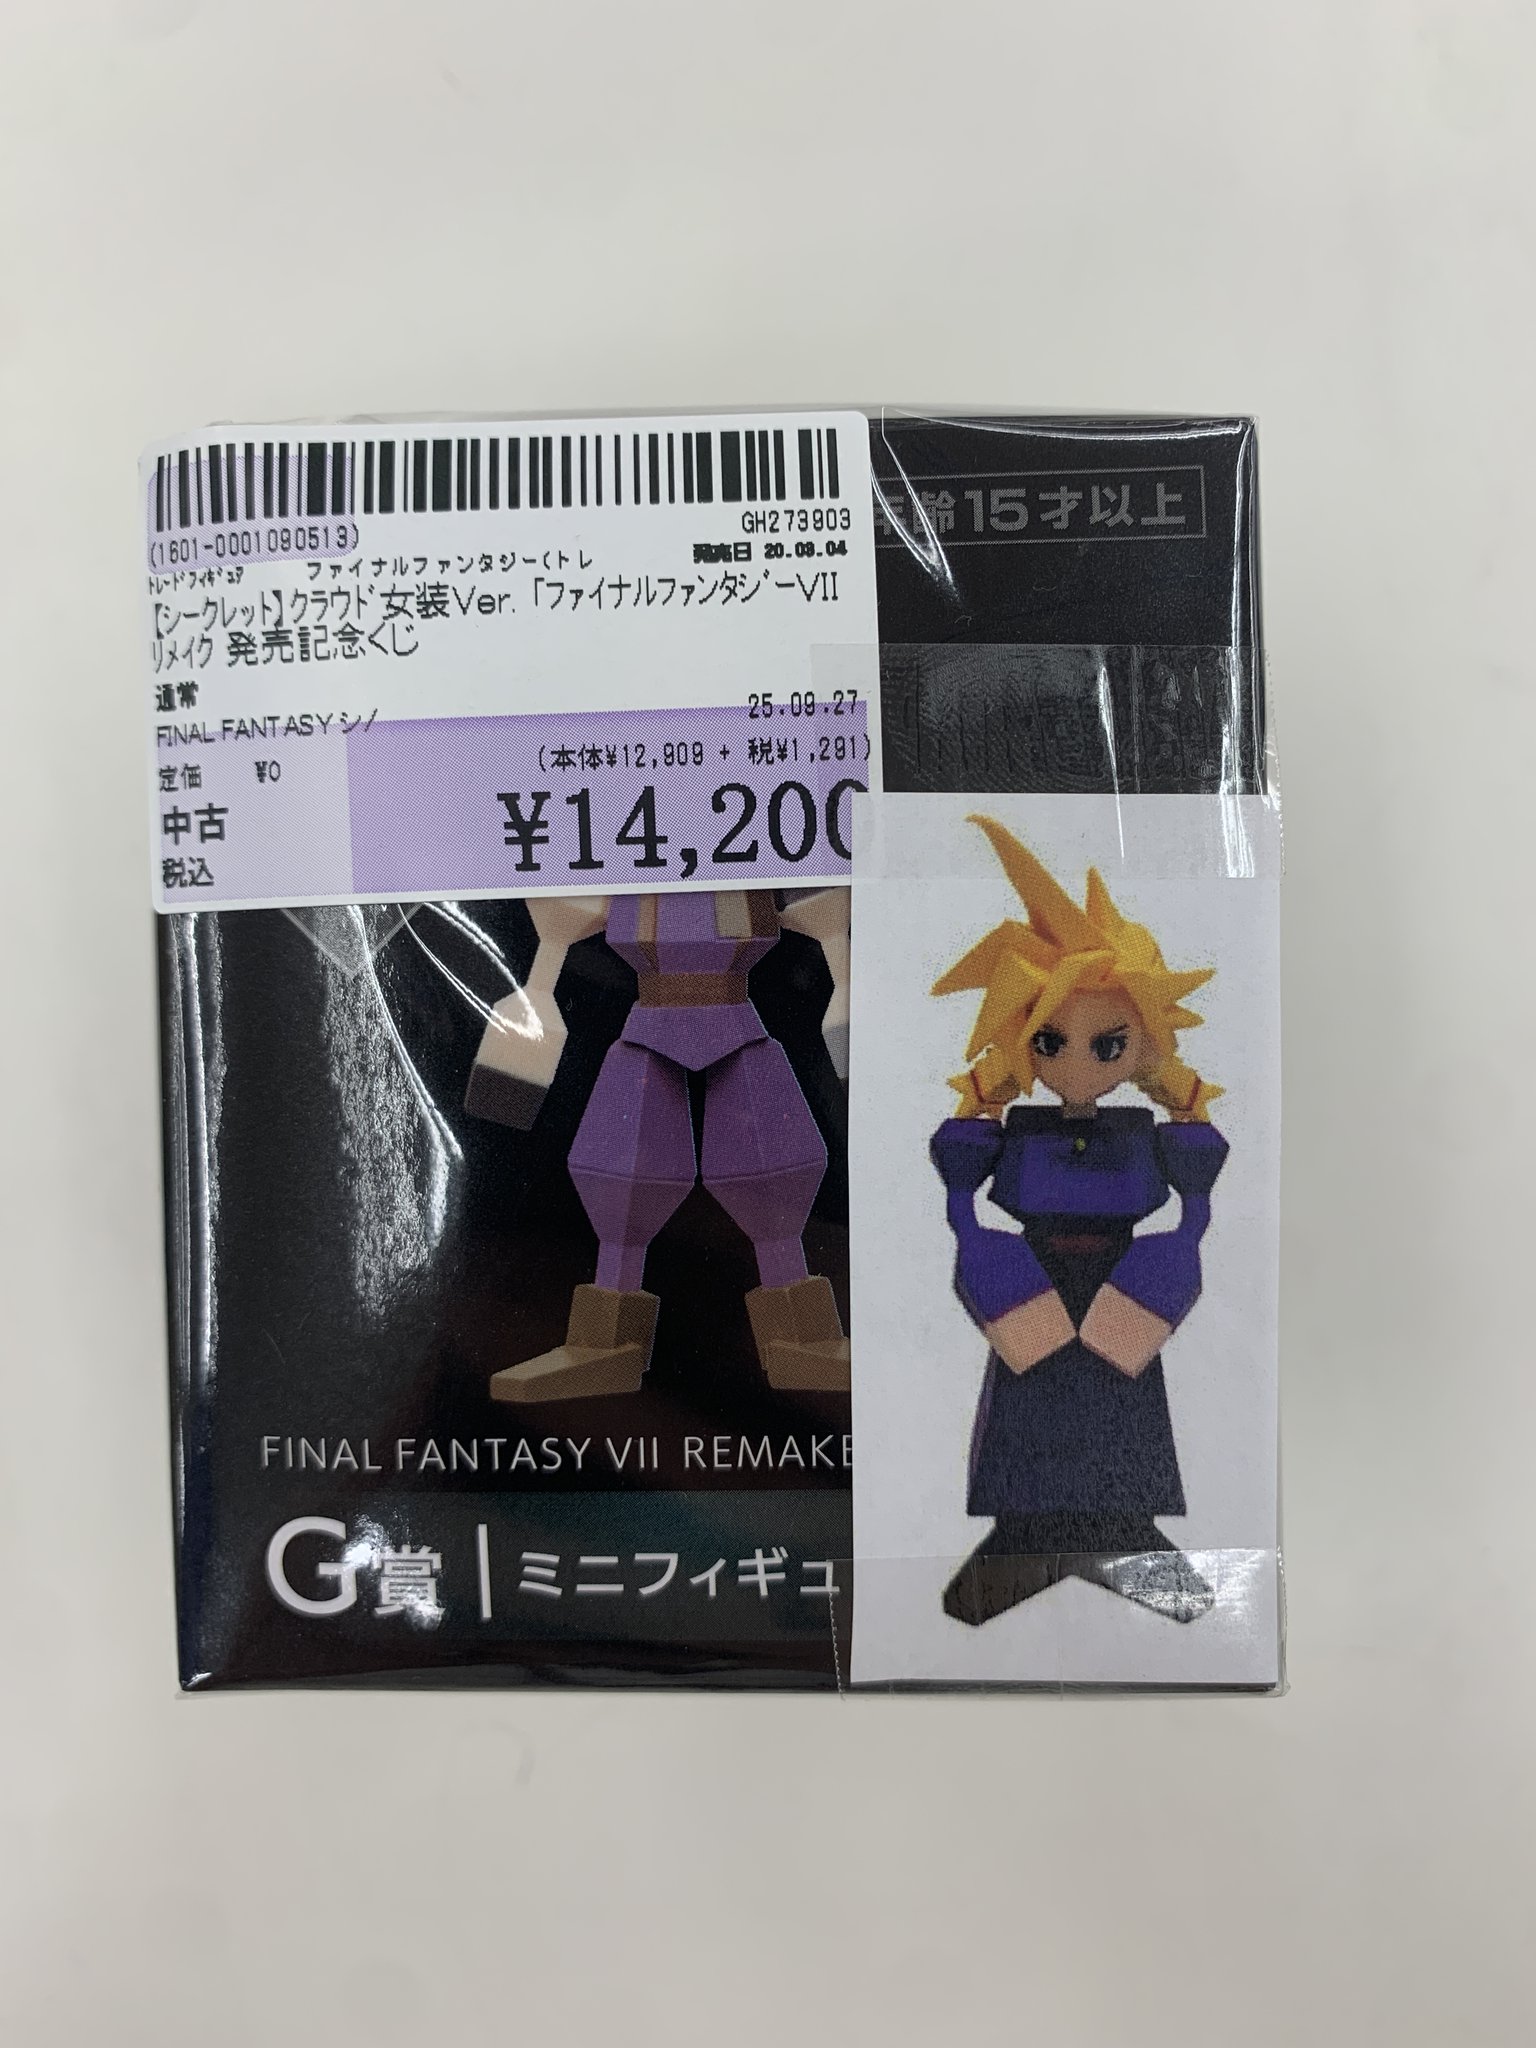 年齢15才以上
GH273903
(1601-0001090513)
発売日 20.03.04
トレードフィギュア ファイナルファンタジー(トレ
【シークレット】クラウド女装Ver. 「ファイナルファンタジーVII
リメイク 発売記念くじ
通常
25.09.27
FINAL FANTASY シノ
(本体¥12,909 + 税¥1,291)
定価 ¥0
中古
¥14,200
税込
FINAL FANTASY VII REMAKE
G賞 | ミニフィギュ